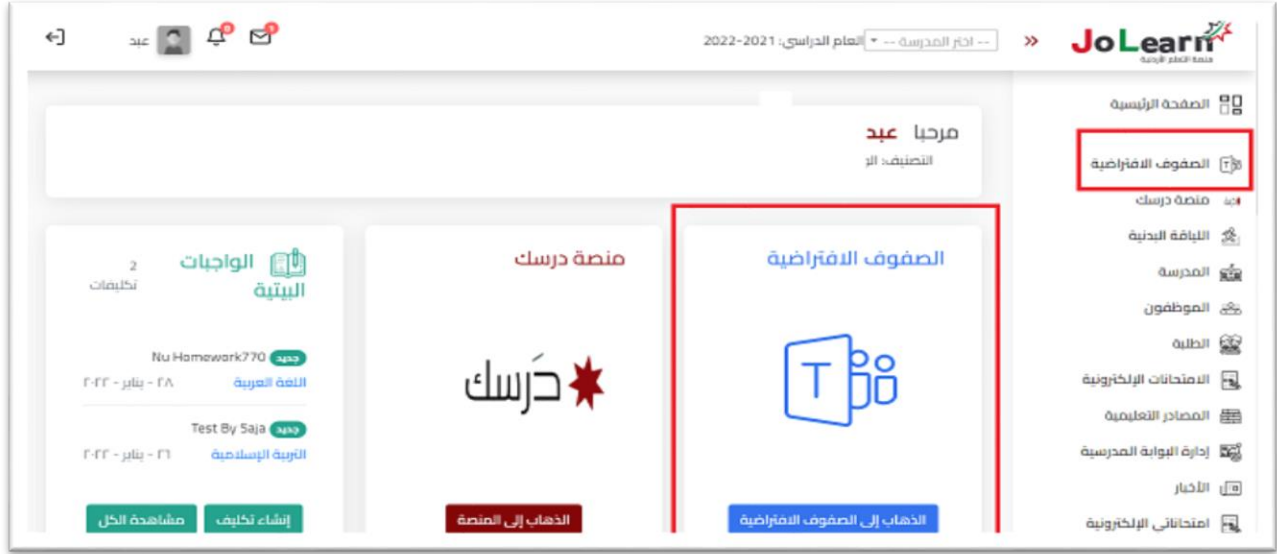 JoLearn
منصة التعلم الأردنية
-- اختر المدرسة --
العام الدراسي: 2021-2022
عبد
الصفحة الرئيسية
الصفوف الافتراضية
منصة درسك
اللياقة البدنية
المدرسة
الموظفون
الطلبة
الامتحانات الإلكترونية
المصادر التعليمية
إدارة البوابة المدرسية
الأخبار
امتحاناتي الإلكترونية
مرحبا عبد
التصنيف: الإ
الصفوف الافتراضية
T
الذهاب إلى الصفوف الافتراضية
منصة درسك
دَرسك
الذهاب إلى المنصة
الواجبات البيتية
2 تكليفات
جديد Nu Homework770
اللغة العربية
٢٨ - يناير - ٢٠٢٢
جديد Test By Saja
التربية الإسلامية
٢٦ - يناير - ٢٠٢٢
إنشاء تكليف
مشاهدة الكل